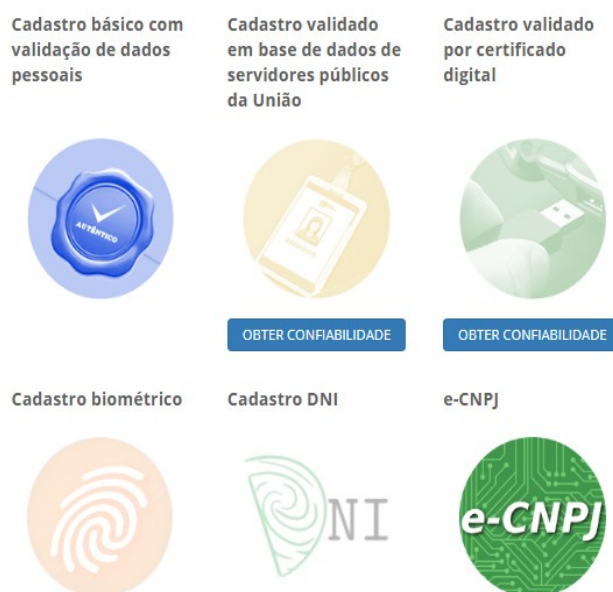 Cadastro básico com
validação de dados
pessoais
Cadastro validado
em base de dados de
servidores públicos
da União
Cadastro validado
por certificado
digital
AUTÊNTICO
OBTER CONFIABILIDADE
OBTER CONFIABILIDADE
Cadastro biométrico
Cadastro DNI
e-CNPJ
DNI
e-CNPJ